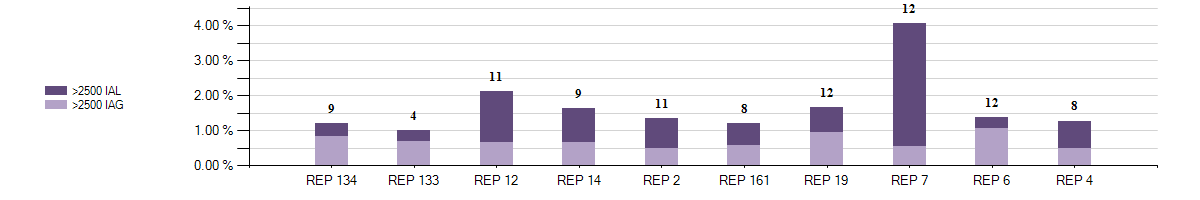 4.00 %
3.00 %
2.00 %
1.00 %
0.00 %
>2500 IAL
>2500 IAG
9
4
11
9
11
8
12
12
12
8
REP 134
REP 133
REP 12
REP 14
REP 2
REP 161
REP 19
REP 7
REP 6
REP 4